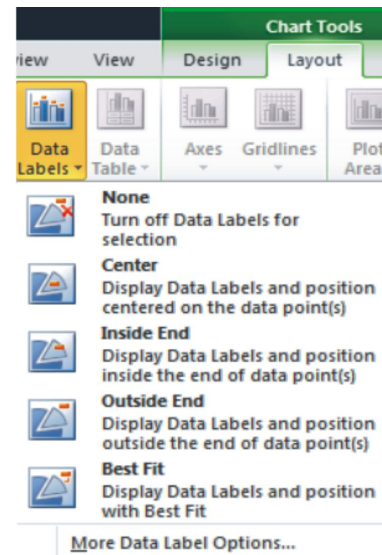 Chart Tools
view View Design Layout
Data Labels Data Table Axes Gridlines Plot Area
None
Turn off Data Labels for
selection
Center
Display Data Labels and position
centered on the data point(s)
Inside End
Display Data Labels and position
inside the end of data point(s)
Outside End
Display Data Labels and position
outside the end of data point(s)
Best Fit
Display Data Labels and position
with Best Fit
More Data Label Options...